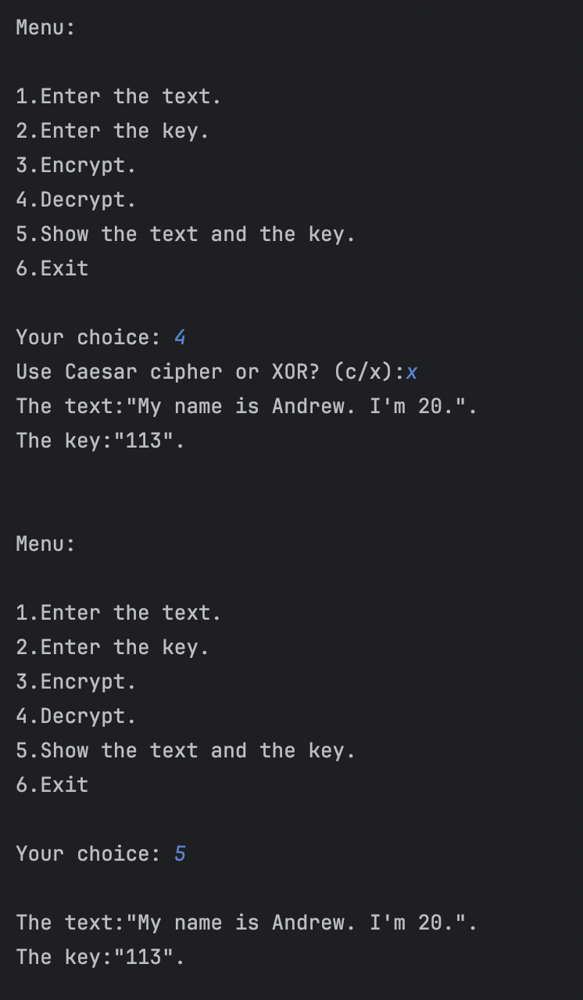 Menu:
1.Enter the text.
2.Enter the key.
3.Encrypt.
4.Decrypt.
5.Show the text and the key.
6.Exit
Your choice: 4
Use Caesar cipher or XOR? (c/x):x
The text:"My name is Andrew. I'm 20.".
The key:"113".
Menu:
1.Enter the text.
2.Enter the key.
3.Encrypt.
4.Decrypt.
5.Show the text and the key.
6.Exit
Your choice: 5
The text:"My name is Andrew. I'm 20.".
The key:"113".